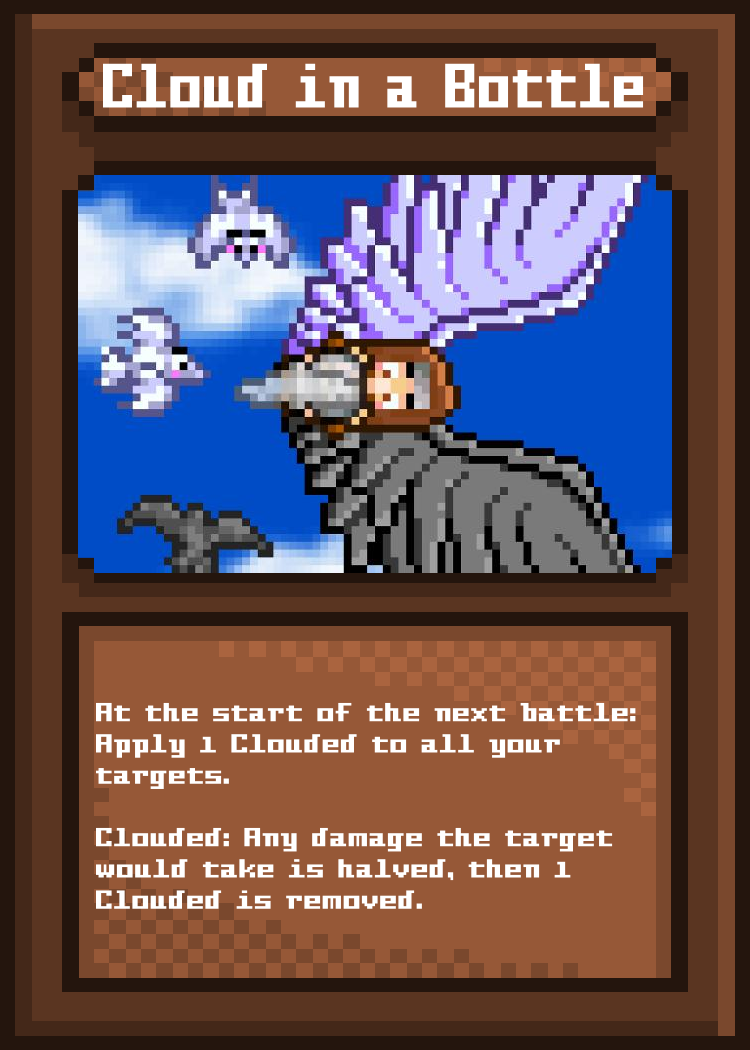 Cloud in a Bottle
At the start of the next battle:
Apply 1 Clouded to all your
targets.
Clouded: Any damage the target
would take is halved, then 1
Clouded is removed.